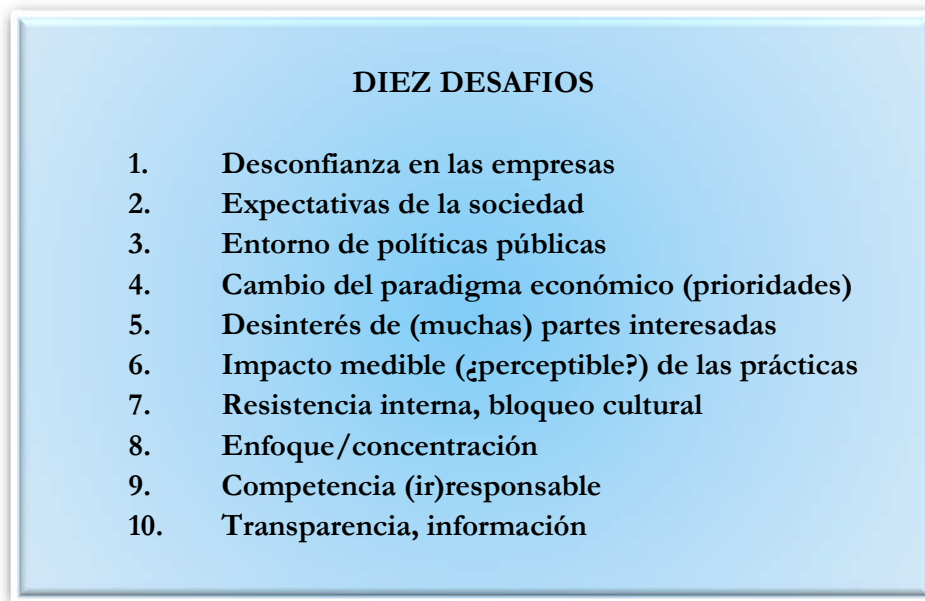 DIEZ DESAFIOS
1. Desconfianza en las empresas
2. Expectativas de la sociedad
3. Entorno de políticas públicas
4. Cambio del paradigma económico (prioridades)
5. Desinterés de (muchas) partes interesadas
6. Impacto medible (¿perceptible?) de las prácticas
7. Resistencia interna, bloqueo cultural
8. Enfoque/concentración
9. Competencia (ir)responsable
10. Transparencia, información